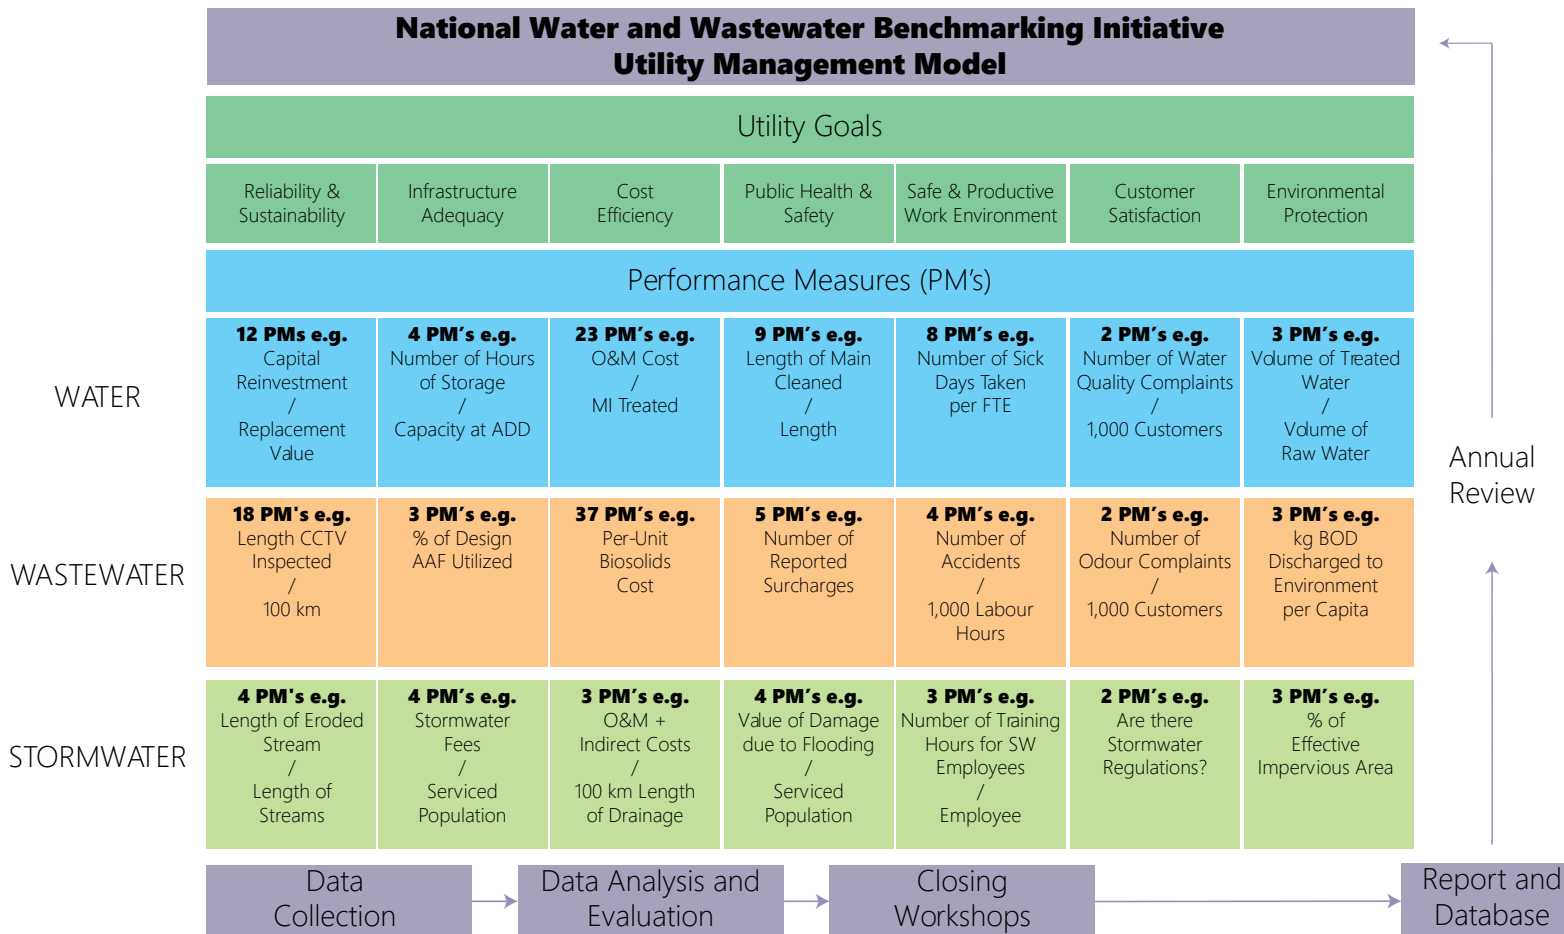 National Water and Wastewater Benchmarking Initiative
Utility Management Model
Utility Goals
Reliability &
Sustainability
Infrastructure
Adequacy
Cost
Efficiency
Public Health &
Safety
Safe & Productive
Work Environment
Customer
Satisfaction
Environmental
Protection
Performance Measures (PM's)
WATER
12 PMs e.g.
Capital
Reinvestment
/
Replacement
Value
4 PM's e.g.
Number of Hours
of Storage
/
Capacity at ADD
23 PM's e.g.
O&M Cost
/
Ml Treated
9 PM's e.g.
Length of Main
Cleaned
/
Length
8 PM's e.g.
Number of Sick
Days Taken
per FTE
2 PM's e.g.
Number of Water
Quality Complaints
/
1,000 Customers
3 PM's e.g.
Volume of Treated
Water
/
Volume of
Raw Water
WASTEWATER
18 PM's e.g.
Length CCTV
Inspected
/
100 km
3 PM's e.g.
% of Design
AAF Utilized
37 PM's e.g.
Per-Unit
Biosolids
Cost
5 PM's e.g.
Number of
Reported
Surcharges
4 PM's e.g.
Number of
Accidents
/
1,000 Labour
Hours
2 PM's e.g.
Number of
Odour Complaints
/
1,000 Customers
3 PM's e.g.
kg BOD
Discharged to
Environment
per Capita
STORMWATER
4 PM's e.g.
Length of Eroded
Stream
/
Length of
Streams
4 PM's e.g.
Stormwater
Fees
/
Serviced
Population
3 PM's e.g.
O&M +
Indirect Costs
/
100 km Length
of Drainage
4 PM's e.g.
Value of Damage
due to Flooding
/
Serviced
Population
3 PM's e.g.
Number of Training
Hours for SW
Employees
/
Employee
2 PM's e.g.
Are there
Stormwater
Regulations?
3 PM's e.g.
% of
Effective
Impervious Area
Data
Collection
Data Analysis and
Evaluation
Closing
Workshops
Report and
Database
Annual
Review